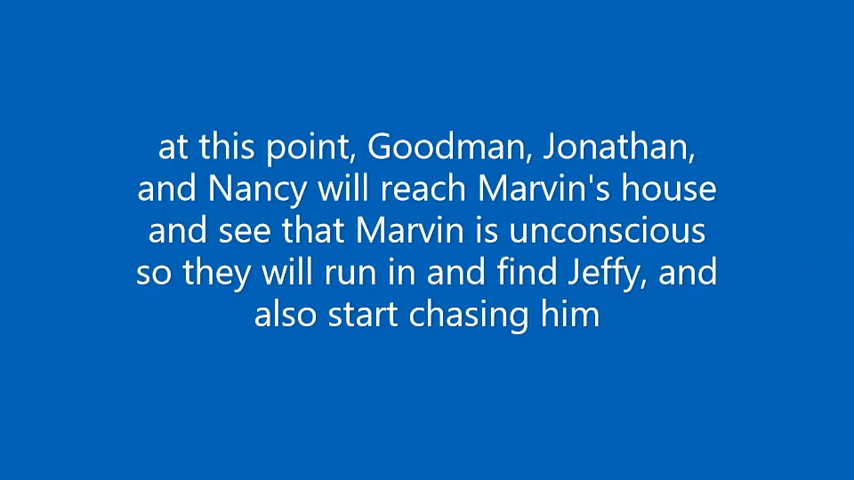 at this point, Goodman, Jonathan,
and Nancy will reach Marvin's house
and see that Marvin is unconscious
so they will run in and find Jeffy, and
also start chasing him